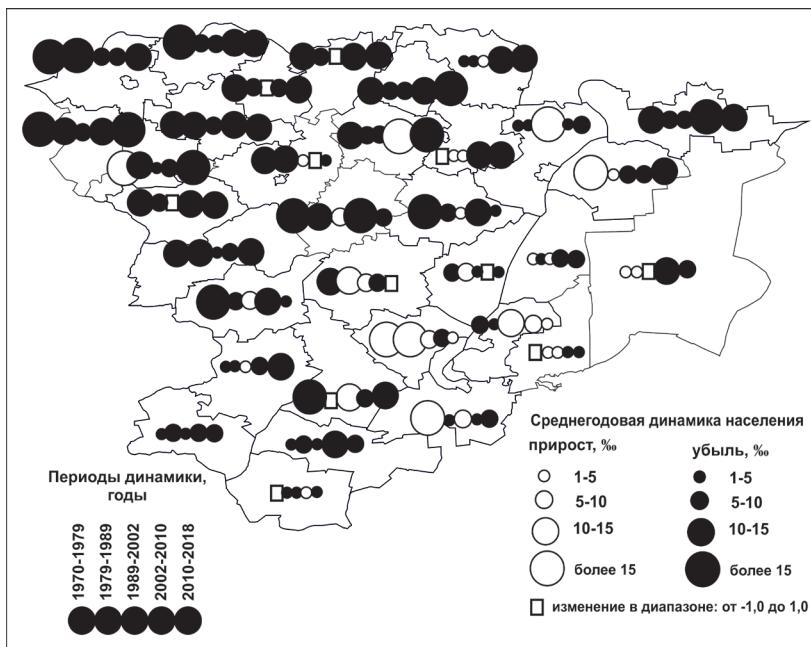 Среднегодовая динамика населения
прирост, ‰
убыль, ‰
1-5
1-5
5-10
5-10
10-15
10-15
более 15
более 15
изменение в диапазоне: от -1,0 до 1,0
Периоды динамики,
годы
1970-1979
1979-1989
1989-2002
2002-2010
2010-2018